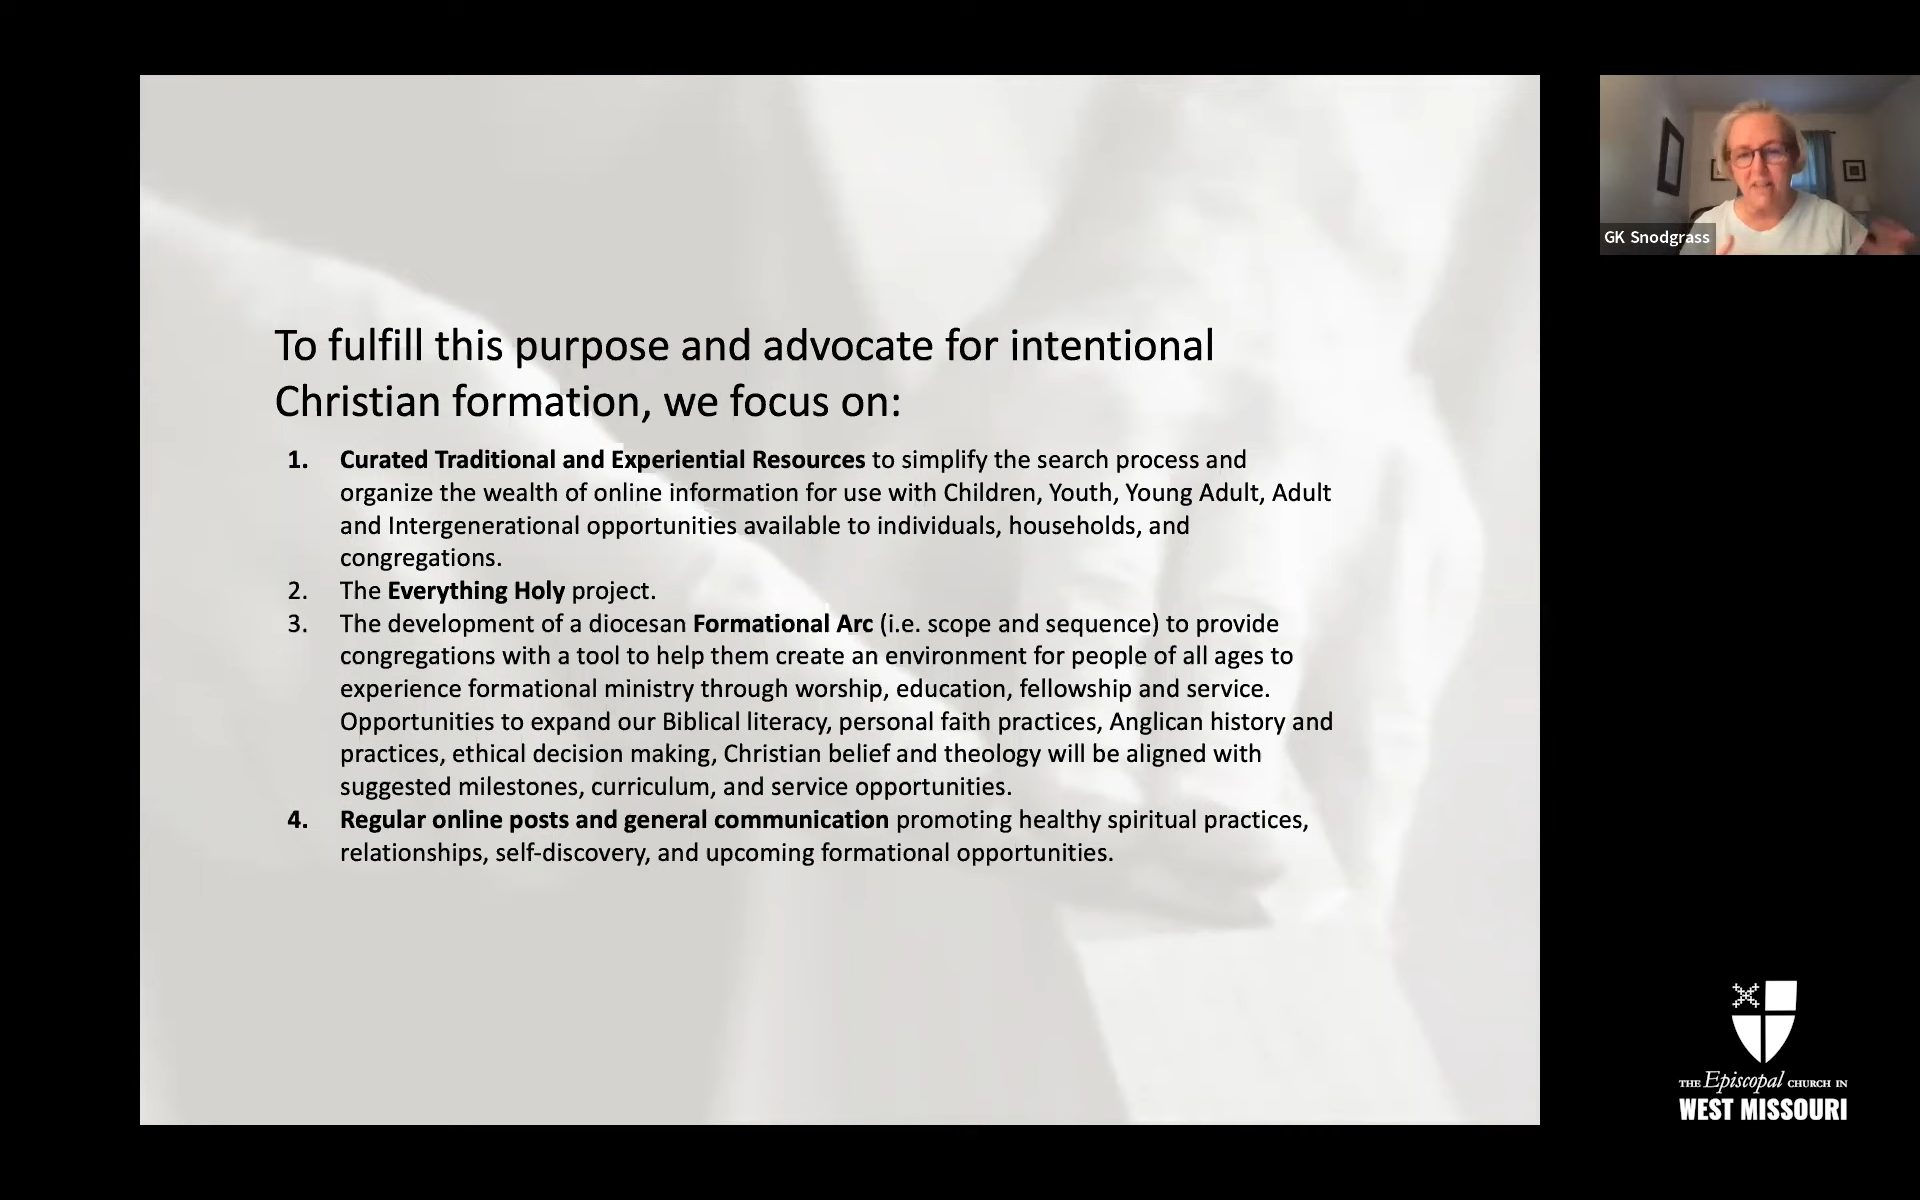 To fulfill this purpose and advocate for intentional
Christian formation, we focus on:
1. Curated Traditional and Experiential Resources to simplify the search process and
organize the wealth of online information for use with Children, Youth, Young Adult, Adult
and Intergenerational opportunities available to individuals, households, and
congregations.
2. The Everything Holy project.
3. The development of a diocesan Formational Arc (i.e. scope and sequence) to provide
congregations with a tool to help them create an environment for people of all ages to
experience formational ministry through worship, education, fellowship and service.
Opportunities to expand our Biblical literacy, personal faith practices, Anglican history and
practices, ethical decision making, Christian belief and theology will be aligned with
suggested milestones, curriculum, and service opportunities.
4. Regular online posts and general communication promoting healthy spiritual practices,
relationships, self-discovery, and upcoming formational opportunities.
GK Snodgrass
THE Episcopal CHURCH IN
WEST MISSOURI